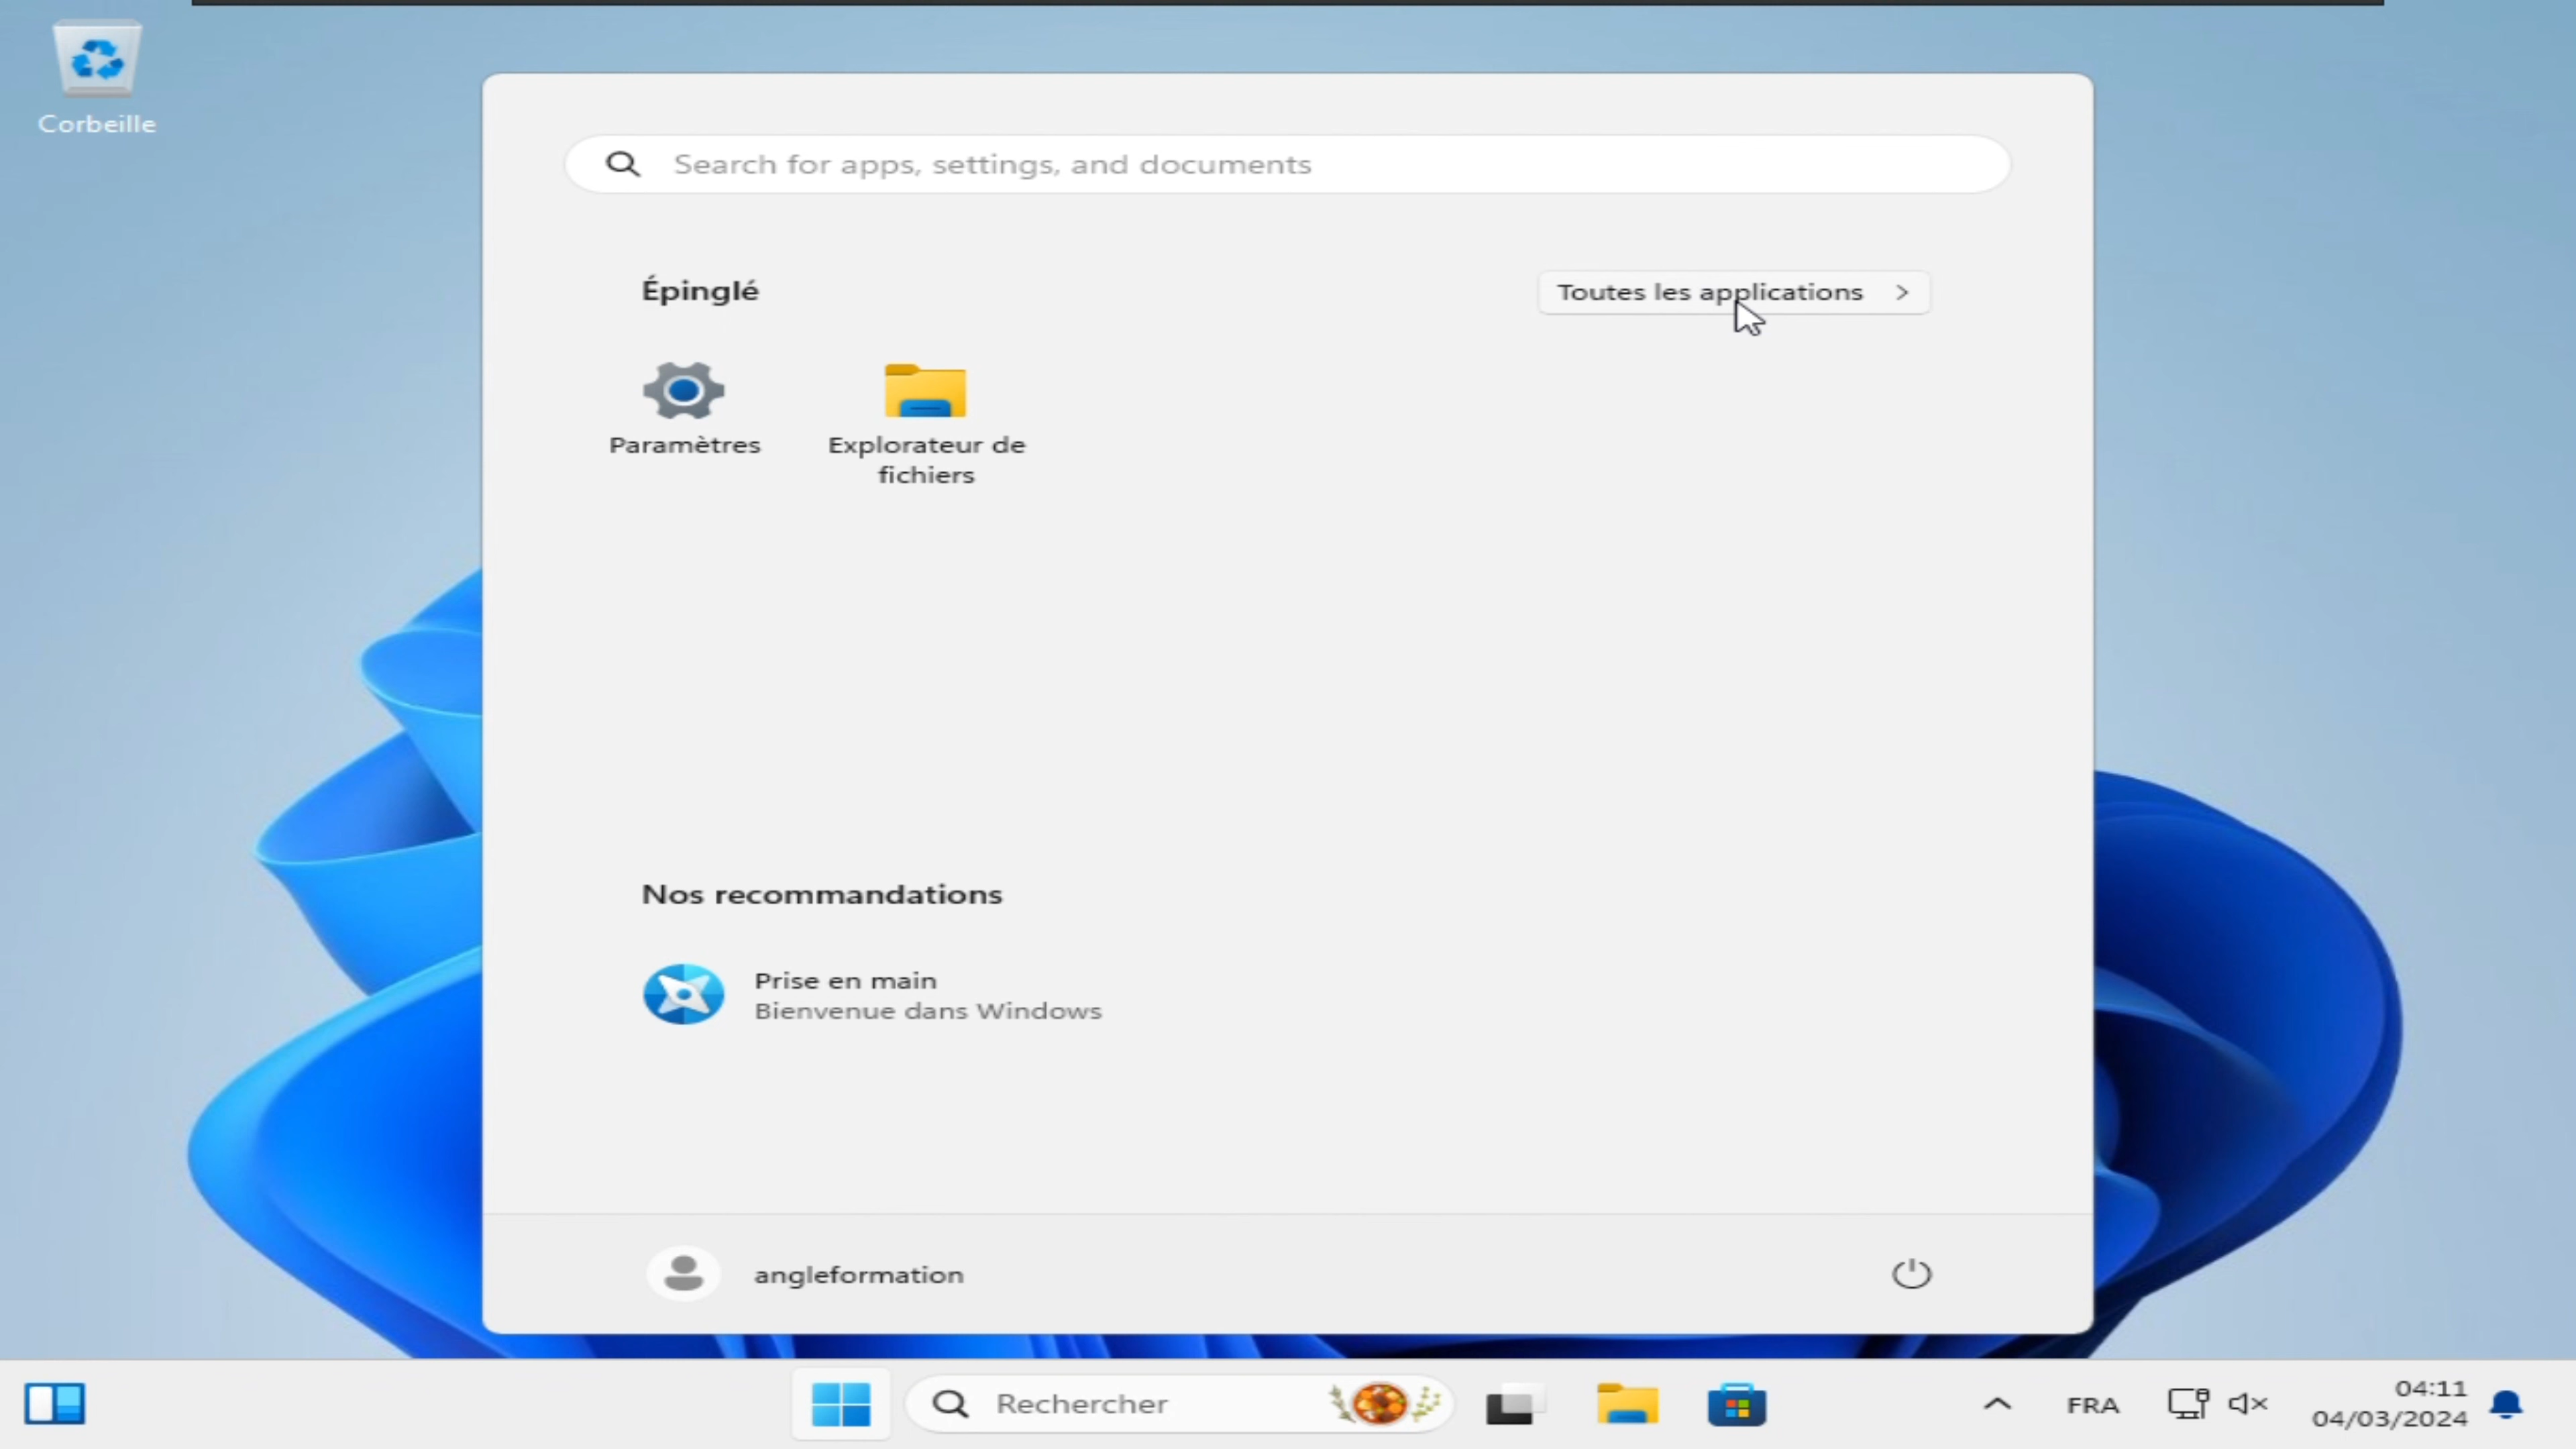 Corbeille
Search for apps, settings, and documents
Épinglé
Toutes les applications
Paramètres
Explorateur de
fichiers
Nos recommandations
Prise en main
Bienvenue dans Windows
angleformation
Rechercher
FRA
04:11
04/03/2024